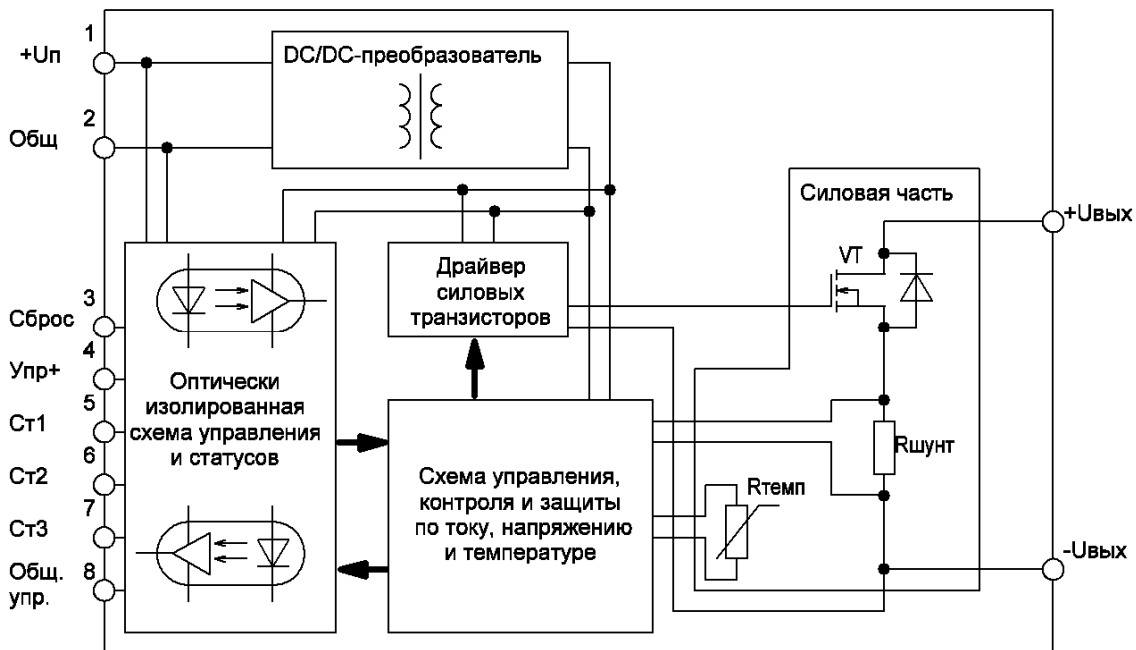 1
+Uп
DC/DC-преобразователь
2
Общ
Силовая часть
+Uвых
VT
Драйвер
силовых
транзисторов
3
Сброс
4
Упр+
Оптически
изолированная
схема управления
и статусов
5
Ст1
6
Ст2
7
Ст3
Общ.
упр.
8
Схема управления,
контроля и защиты
по току, напряжению
и температуре
Rшунт
Rтемп
-Uвых